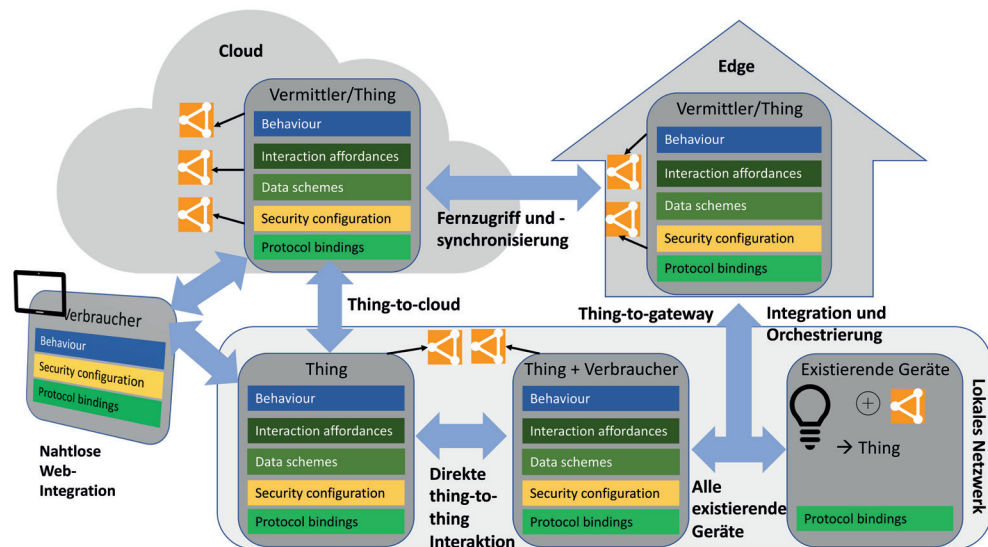 Cloud
Vermittler/Thing
Behaviour
Interaction affordances
Data schemes
Security configuration
Protocol bindings
Fernzugriff und -
synchronisierung
Edge
Vermittler/Thing
Behaviour
Interaction affordances
Data schemes
Security configuration
Protocol bindings
Verbraucher
Behaviour
Security configuration
Protocol bindings
Nahtlose
Web-
Integration
Thing-to-cloud
Thing-to-gateway
Integration und
Orchestrierung
Thing
Behaviour
Interaction affordances
Data schemes
Security configuration
Protocol bindings
Direkte
thing-to-
thing
Interaktion
Thing + Verbraucher
Behaviour
Interaction affordances
Data schemes
Security configuration
Protocol bindings
Alle
existierende
Geräte
Existierende Geräte
+
→ Thing
Protocol bindings
Lokales Netzwerk